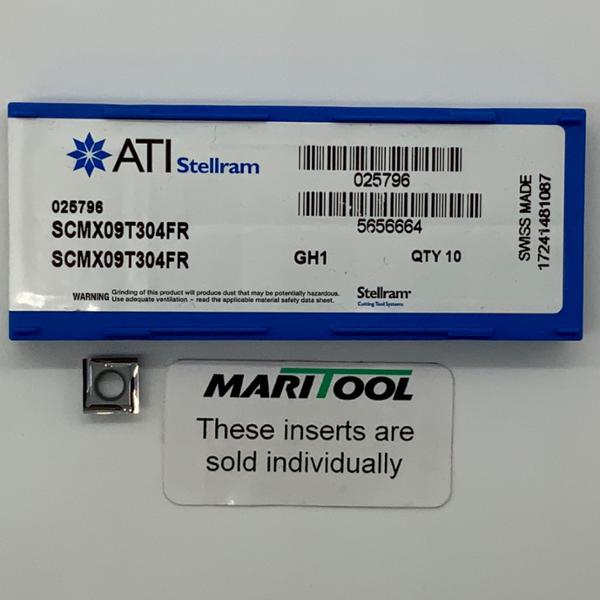 ATI Stellram
025796
SCMX09T304FR
SCMX09T304FR
025796
5656664
GH1
QTY 10
WARNING Grinding of this product will produce dust that may be potentially hazardous.
Use adequate ventilation - read the applicable material safety data sheet.
Stellram
Cutting Tool Systems
SWISS MADE
17241481087
MARITOOL
These inserts are
sold individually